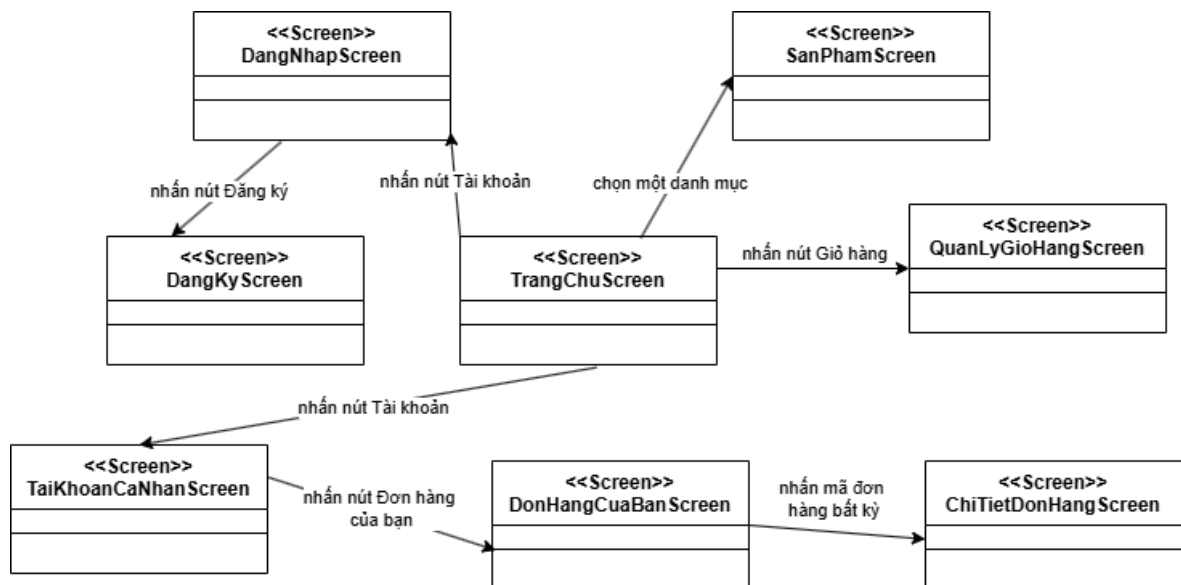 <<Screen>>
DangNhapScreen
<<Screen>>
SanPhamScreen
nhấn nút Đăng ký
nhấn nút Tài khoản
chọn một danh mục
<<Screen>>
QuanLyGioHangScreen
<<Screen>>
DangKyScreen
<<Screen>>
TrangChuScreen
nhấn nút Giỏ hàng
nhấn nút Tài khoản
<<Screen>>
TaiKhoanCaNhanScreen
nhấn nút Đơn hàng
của bạn
<<Screen>>
DonHangCuaBanScreen
nhấn mã đơn
hàng bất kỳ
<<Screen>>
ChiTietDonHangScreen